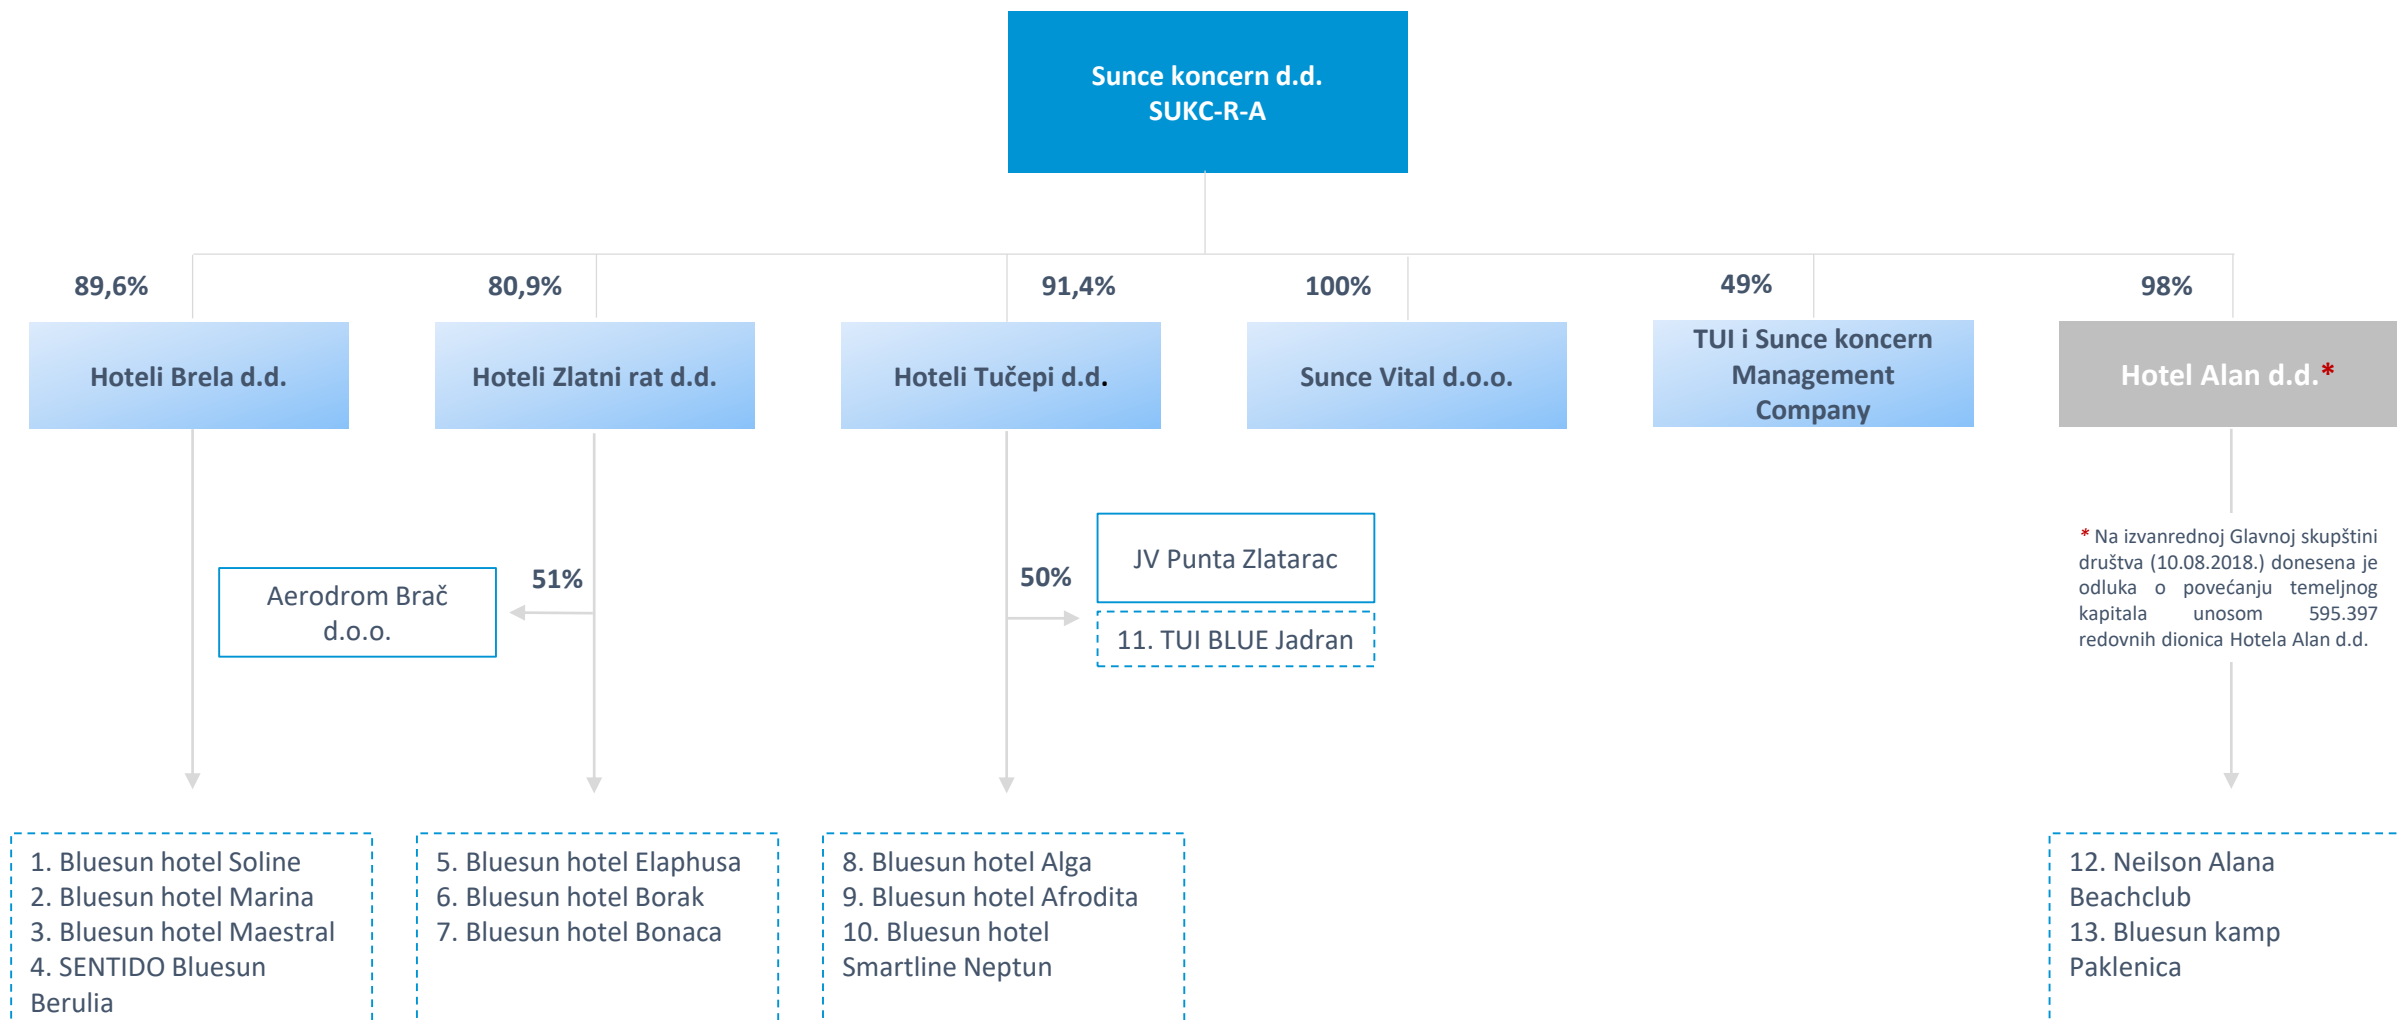 Sunce koncern d.d.
SUKC-R-A
89,6%
80,9%
91,4%
100%
49%
98%
Hoteli Brela d.d.
Hoteli Zlatni rat d.d.
Hoteli Tučepi d.d.
Sunce Vital d.o.o.
TUI i Sunce koncern
Management
Company
Hotel Alan d.d.*
Aerodrom Brač
d.o.o.
51%
50%
JV Punta Zlatarac
11. TUI BLUE Jadran
* Na izvanrednoj Glavnoj skupštini
društva (10.08.2018.) donesena je
odluka o povećanju temeljnog
kapitala unosom 595.397
redovnih dionica Hotela Alan d.d.
1. Bluesun hotel Soline
2. Bluesun hotel Marina
3. Bluesun hotel Maestral
4. SENTIDO Bluesun
Berulia
5. Bluesun hotel Elaphusa
6. Bluesun hotel Borak
7. Bluesun hotel Bonaca
8. Bluesun hotel Alga
9. Bluesun hotel Afrodita
10. Bluesun hotel
Smartline Neptun
12. Neilson Alana
Beachclub
13. Bluesun kamp
Paklenica